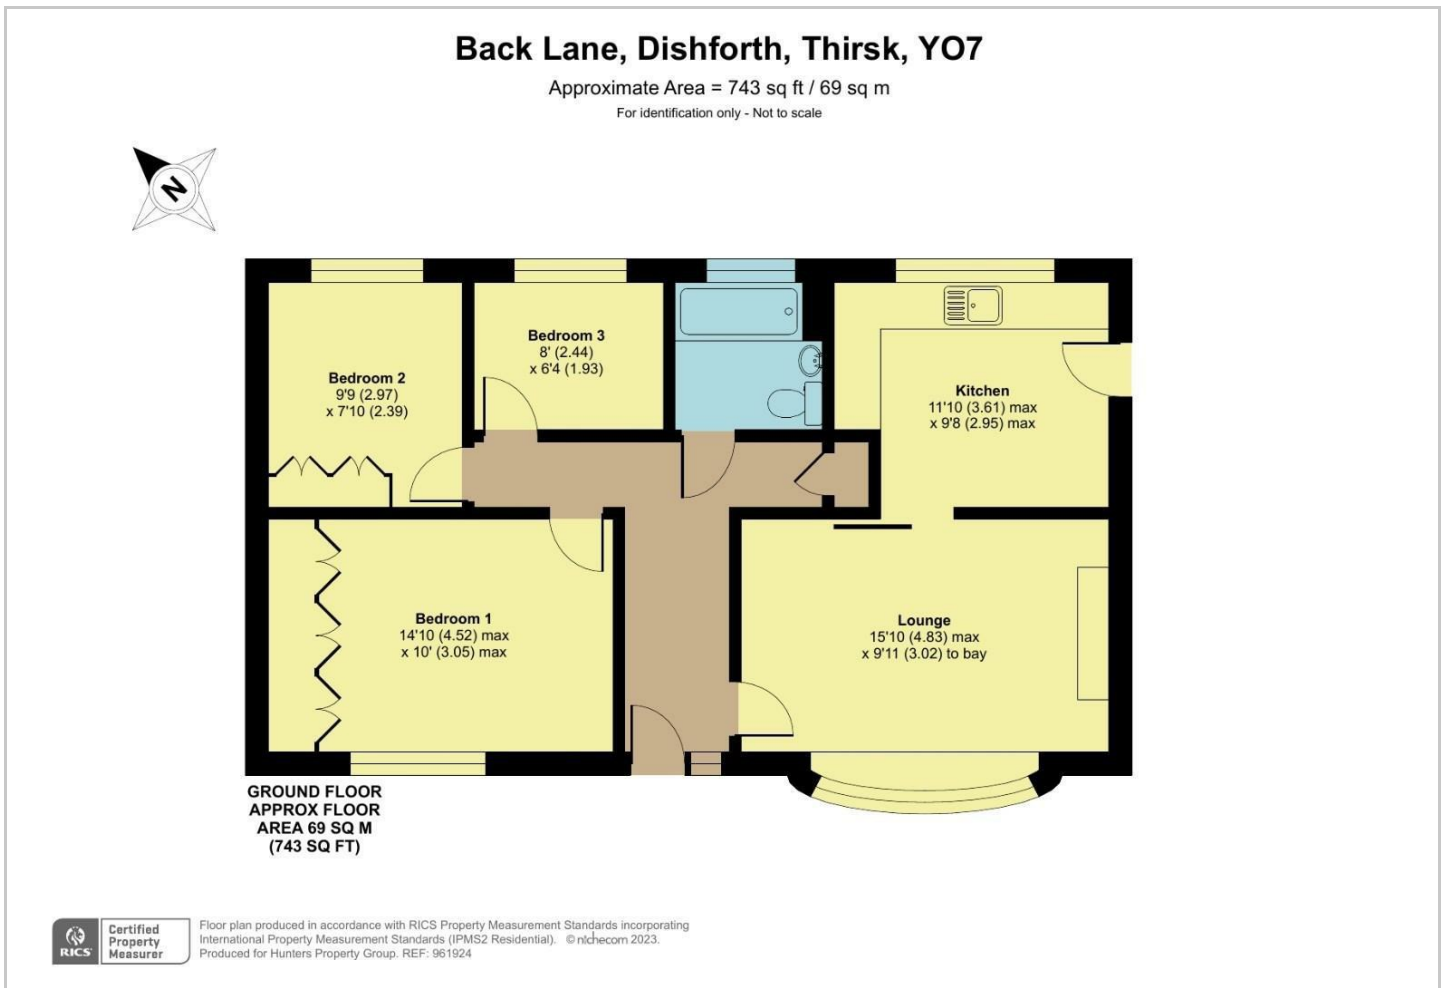 Back Lane, Dishforth, Thirsk, YO7
Approximate Area = 743 sq ft / 69 sq m
For identification only - Not to scale
N
Bedroom 2
9'9 (2.97)
x 7'10 (2.39)
Bedroom 3
8' (2.44)
x 6'4 (1.93)
Kitchen
11'10 (3.61) max
x 9'8 (2.95) max
Bedroom 1
14'10 (4.52) max
x 10' (3.05) max
Lounge
15'10 (4.83) max
x 9'11 (3.02) to bay
GROUND FLOOR
APPROX FLOOR
AREA 69 SQ M
(743 SQ FT)
RICS
Certified
Property
Measurer
Floor plan produced in accordance with RICS Property Measurement Standards incorporating
International Property Measurement Standards (IPMS2 Residential). © nichecom 2023.
Produced for Hunters Property Group. REF: 961924